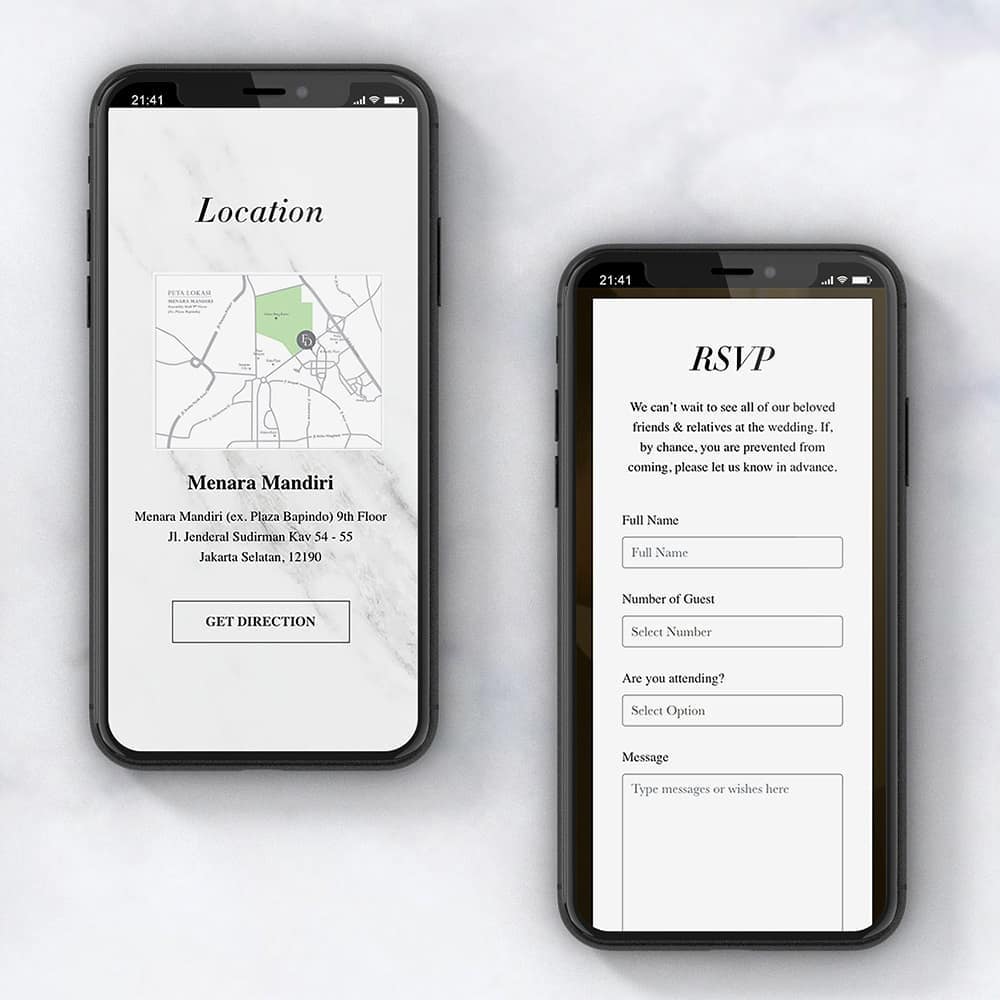 21:41
Location
PETA LOKASI
MENARA MANDIRI
Menara Mandiri
Menara Mandiri (ex. Plaza Bapindo) 9th Floor
Jl. Jenderal Sudirman Kav 54 - 55
Jakarta Selatan, 12190
GET DIRECTION
21:41
RSVP
We can’t wait to see all of our beloved
friends & relatives at the wedding. If,
by chance, you are prevented from
coming, please let us know in advance.
Full Name
Full Name
Number of Guest
Select Number
Are you attending?
Select Option
Message
Type messages or wishes here